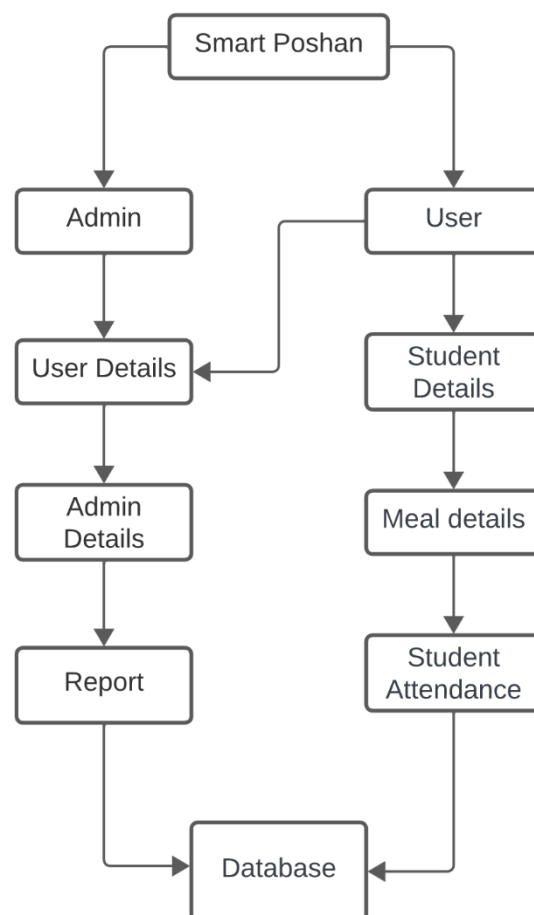 Smart Poshan
Admin
User
User Details
Student
Details
Admin
Details
Meal details
Report
Student
Attendance
Database